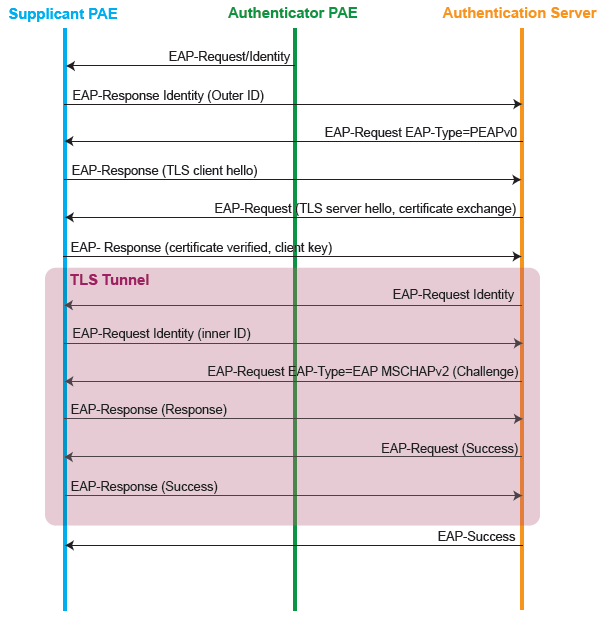 Supplicant PAE
Authenticator PAE
Authentication Server
EAP-Request/Identity
EAP-Response Identity (Outer ID)
EAP-Request EAP-Type=PEAPv0
EAP-Response (TLS client hello)
EAP-Request (TLS server hello, certificate exchange)
EAP- Response (certificate verified, client key)
TLS Tunnel
EAP-Request Identity
EAP-Request Identity (inner ID)
EAP-Request EAP-Type=EAP MSCHAPv2 (Challenge)
EAP-Response (Response)
EAP-Request (Success)
EAP-Response (Success)
EAP-Success